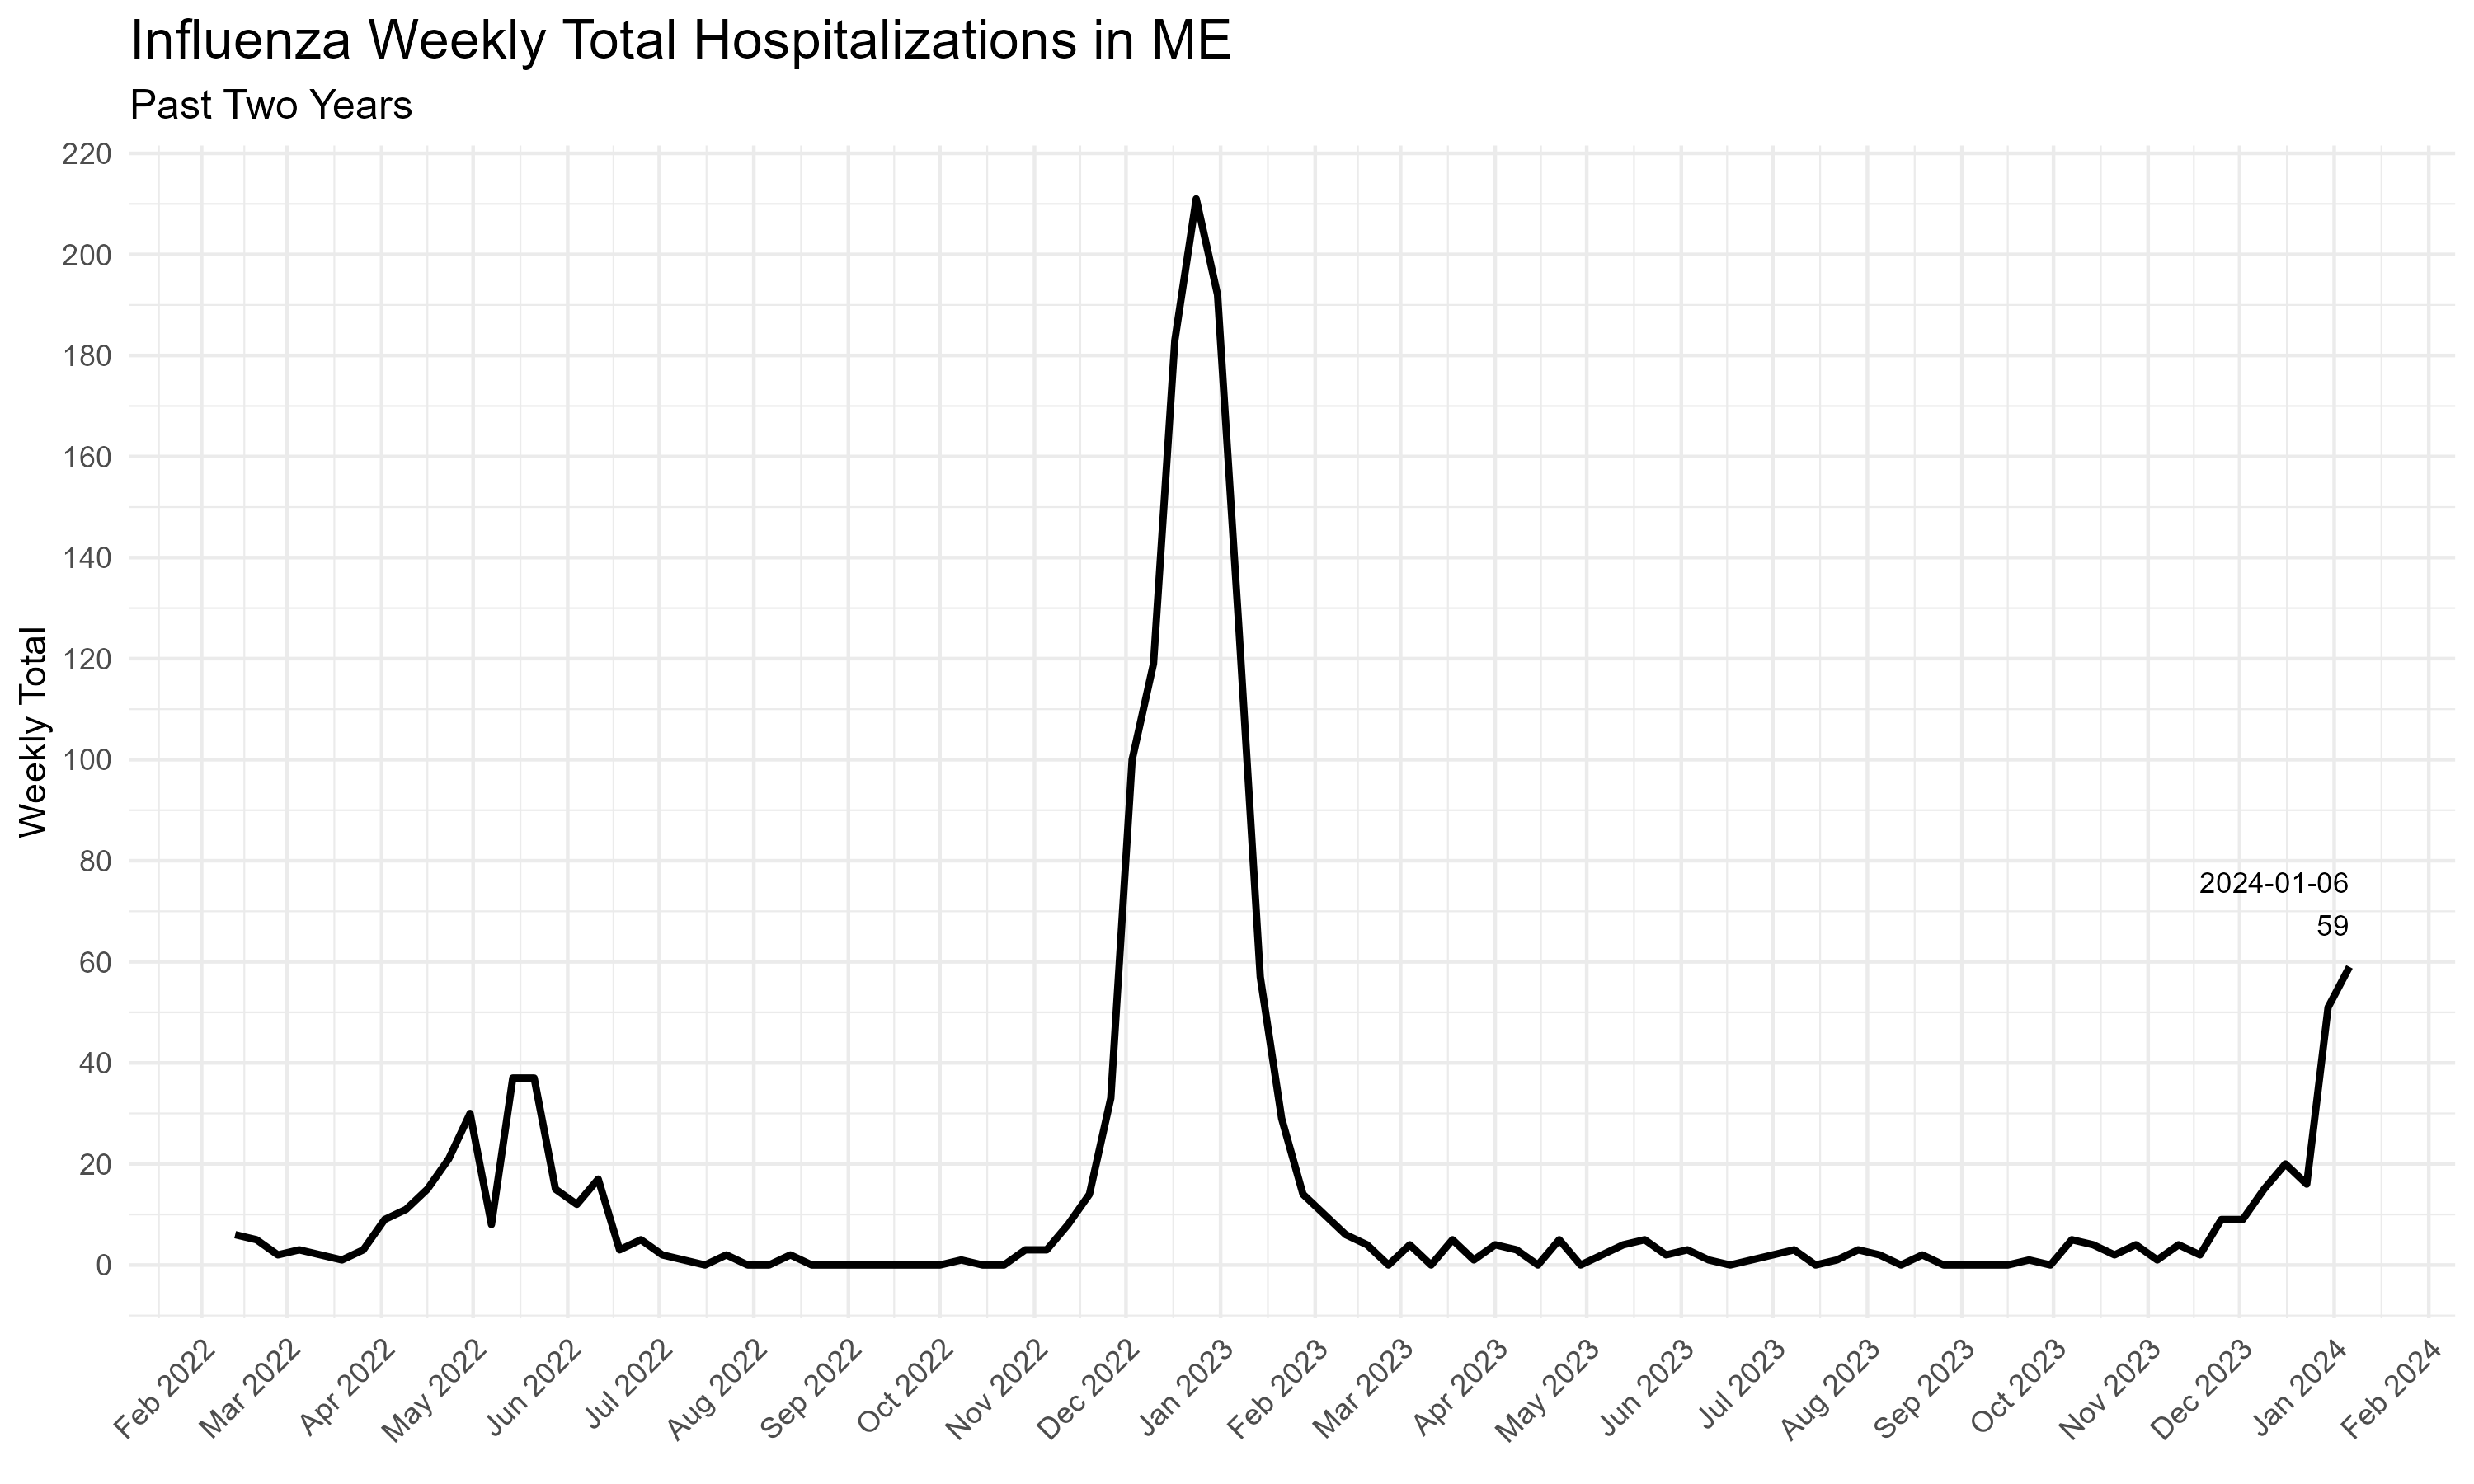 Influenza Weekly Total Hospitalizations in ME
Past Two Years
Weekly Total
220
200
180
160
140
120
100
80
60
40
20
0
2024-01-06
59
Feb 2022
Mar 2022
Apr 2022
May 2022
Jun 2022
Jul 2022
Aug 2022
Sep 2022
Oct 2022
Nov 2022
Dec 2022
Jan 2023
Feb 2023
Mar 2023
Apr 2023
May 2023
Jun 2023
Jul 2023
Aug 2023
Sep 2023
Oct 2023
Nov 2023
Dec 2023
Jan 2024
Feb 2024